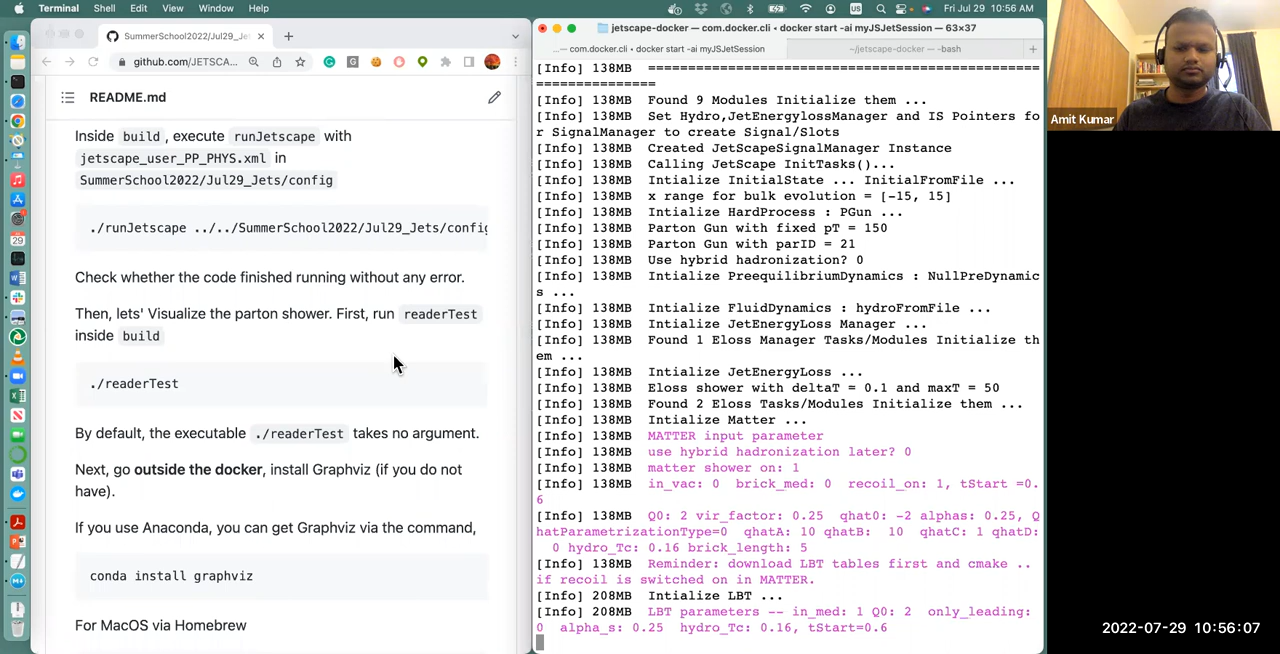 Terminal Shell Edit View Window Help
US Fri Jul 29 10:56 AM
SummerSchool2022/Jul29_Je
github.com/JETSCA...
README.md
Inside build , execute runJetscape with
jetscape_user_PP_PHYS.xml in
SummerSchool2022/Jul29_Jets/config
./runJetscape ../../SummerSchool2022/Jul29_Jets/config
Check whether the code finished running without any error.
Then, lets' Visualize the parton shower. First, run readerTest
inside build
./readerTest
By default, the executable ./readerTest takes no argument.
Next, go outside the docker, install Graphviz (if you do not
have).
If you use Anaconda, you can get Graphviz via the command,
conda install graphviz
For MacOS via Homebrew
jetscape-docker — com.docker.cli • docker start -ai myJSJetSession — 63×37
...— com.docker.cli • docker start -ai myJSJetSession
~/jetscape-docker — -bash
[Info] 138MB ================================================
===============
[Info] 138MB Found 9 Modules Initialize them ...
[Info] 138MB Set Hydro,JetEnergylossManager and IS Pointers fo
r SignalManager to create Signal/Slots
[Info] 138MB Created JetScapeSignalManager Instance
[Info] 138MB Calling JetScape InitTasks()...
[Info] 138MB Intialize InitialState ... InitialFromFile ...
[Info] 138MB x range for bulk evolution = [-15, 15]
[Info] 138MB Intialize HardProcess : PGun ...
[Info] 138MB Parton Gun with fixed pT = 150
[Info] 138MB Parton Gun with parID = 21
[Info] 138MB Use hybrid hadronization? 0
[Info] 138MB Intialize PreequilibriumDynamics : NullPreDynamic
s ...
[Info] 138MB Intialize FluidDynamics : hydroFromFile ...
[Info] 138MB Intialize JetEnergyLoss Manager ...
[Info] 138MB Found 1 Eloss Manager Tasks/Modules Initialize th
em ...
[Info] 138MB Intialize JetEnergyLoss ...
[Info] 138MB Eloss shower with deltaT = 0.1 and maxT = 50
[Info] 138MB Found 2 Eloss Tasks/Modules Initialize them ...
[Info] 138MB Intialize Matter ...
[Info] 138MB MATTER input parameter
[Info] 138MB use hybrid hadronization later? 0
[Info] 138MB matter shower on: 1
[Info] 138MB in_vac: 0 brick_med: 0 recoil_on: 1, tStart =0.
6
[Info] 138MB Q0: 2 vir_factor: 0.25 qhat0: -2 alphas: 0.25, Q
hatParametrizationType=0 qhatA: 10 qhatB: 10 qhatC: 1 qhatD:
0 hydro_Tc: 0.16 brick_length: 5
[Info] 138MB Reminder: download LBT tables first and cmake ..
if recoil is switched on in MATTER.
[Info] 208MB Intialize LBT ...
[Info] 208MB LBT parameters -- in_med: 1 Q0: 2 only_leading:
0 alpha_s: 0.25 hydro_Tc: 0.16, tStart=0.6
Amit Kumar
2022-07-29 10:56:07